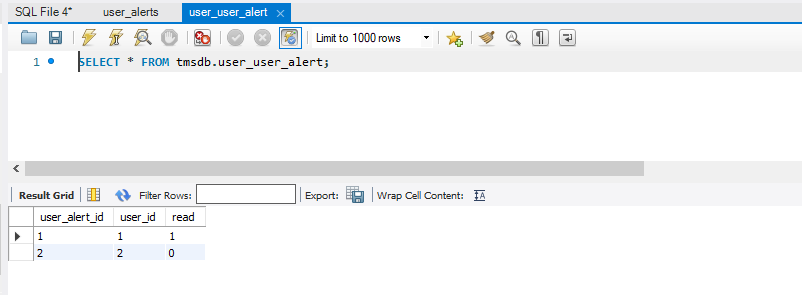 SQL File 4* user_alerts user_user_alert
Limit to 1000 rows
1 SELECT * FROM tmsdb.user_user_alert;
Result Grid Filter Rows: Export: Wrap Cell Content:
user_alert_id user_id read
1 1 1
2 2 0